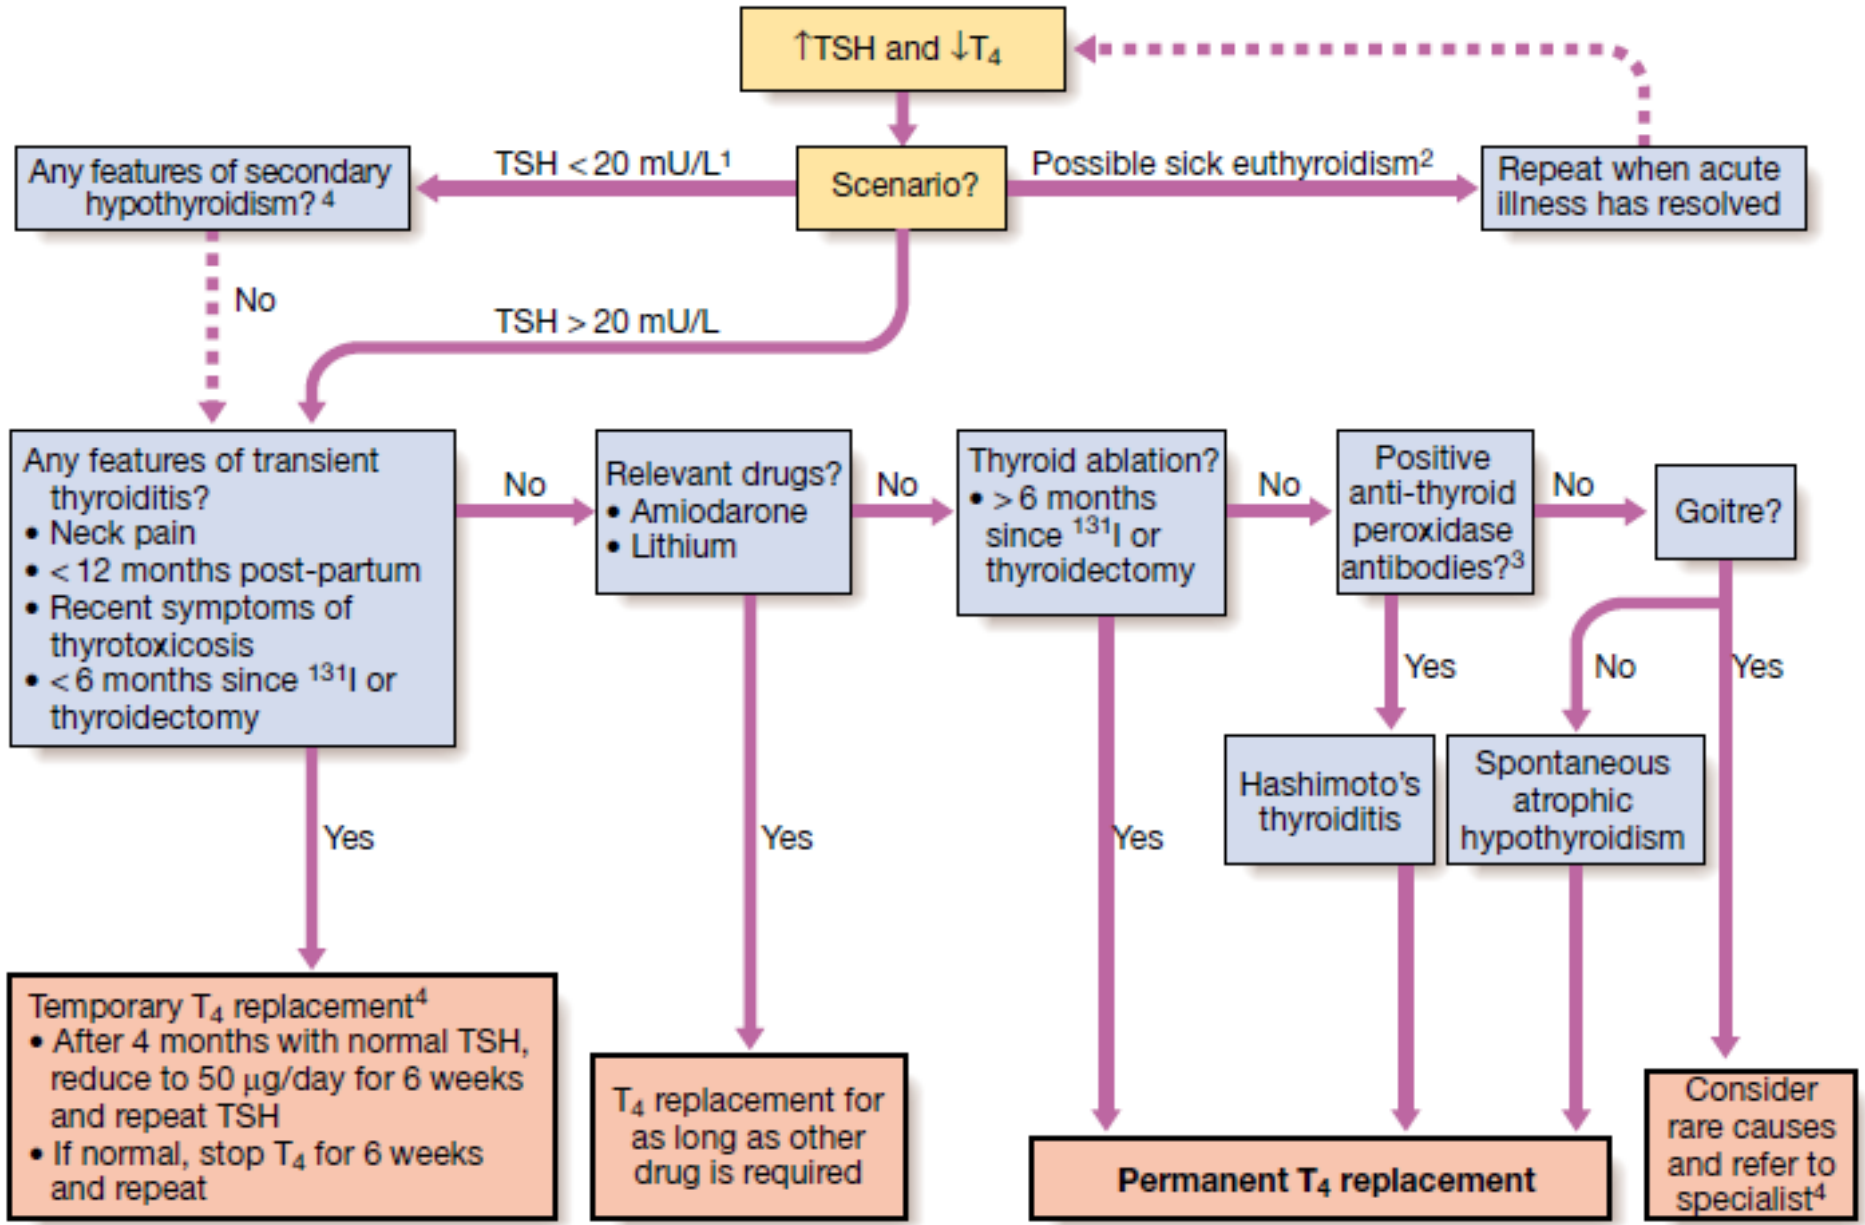 ↑TSH and ↓T₄
Any features of secondary
hypothyroidism? ⁴
TSH < 20 mU/L¹
Scenario?
Possible sick euthyroidism²
Repeat when acute
illness has resolved
No
TSH > 20 mU/L
Any features of transient
thyroiditis?
• Neck pain
• < 12 months post-partum
• Recent symptoms of
thyrotoxicosis
• < 6 months since ¹³¹I or
thyroidectomy
No
Relevant drugs?
• Amiodarone
• Lithium
No
Thyroid ablation?
• > 6 months
since ¹³¹I or
thyroidectomy
No
Positive
anti-thyroid
peroxidase
antibodies?³
No
Goitre?
Yes
No
Yes
Hashimoto's
thyroiditis
Spontaneous
atrophic
hypothyroidism
Yes
Yes
Yes
Temporary T₄ replacement⁴
• After 4 months with normal TSH,
reduce to 50 µg/day for 6 weeks
and repeat TSH
• If normal, stop T₄ for 6 weeks
and repeat
T₄ replacement for
as long as other
drug is required
Permanent T₄ replacement
Consider
rare causes
and refer to
specialist⁴